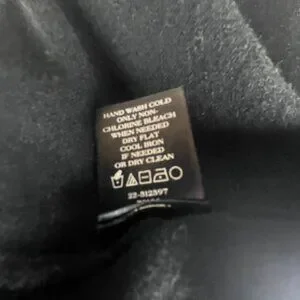 HAND WASH COLD
ONLY NON-
CHLORINE BLEACH
WHEN NEEDED
DRY FLAT
COOL IRON
IF NEEDED
OR DRY CLEAN
22-312397